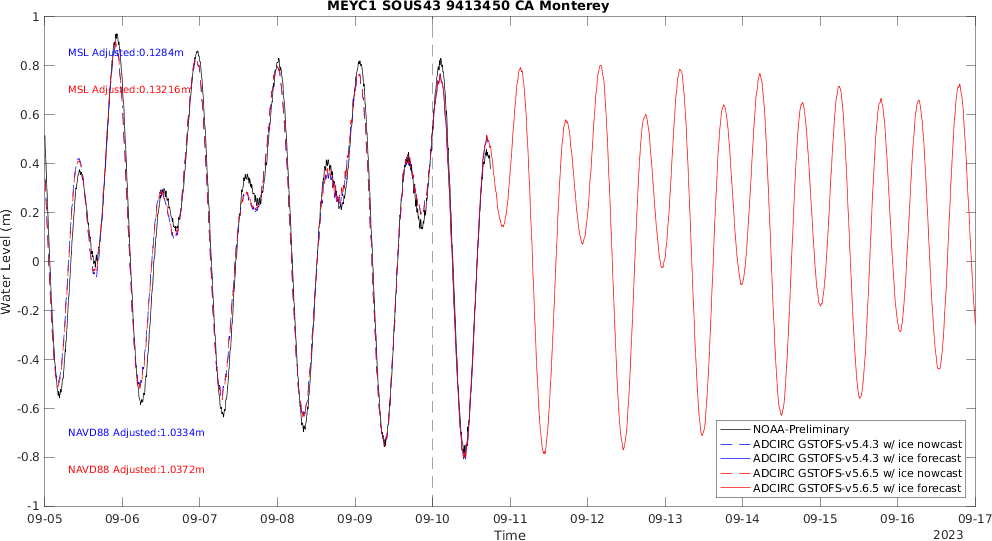 MEYC1 SOUS43 9413450 CA Monterey
1
0.8
0.6
0.4
0.2
0
-0.2
-0.4
-0.6
-0.8
-1
Water Level (m)
MSL Adjusted:0.1284m
MSL Adjusted:0.13216m
NAVD88 Adjusted:1.0334m
NAVD88 Adjusted:1.0372m
NOAA-Preliminary
ADCIRC GSTOFS-v5.4.3 w/ ice nowcast
ADCIRC GSTOFS-v5.4.3 w/ ice forecast
ADCIRC GSTOFS-v5.6.5 w/ ice nowcast
ADCIRC GSTOFS-v5.6.5 w/ ice forecast
09-05 09-06 09-07 09-08 09-09 09-10 09-11 09-12 09-13 09-14 09-15 09-16 09-17
Time
2023